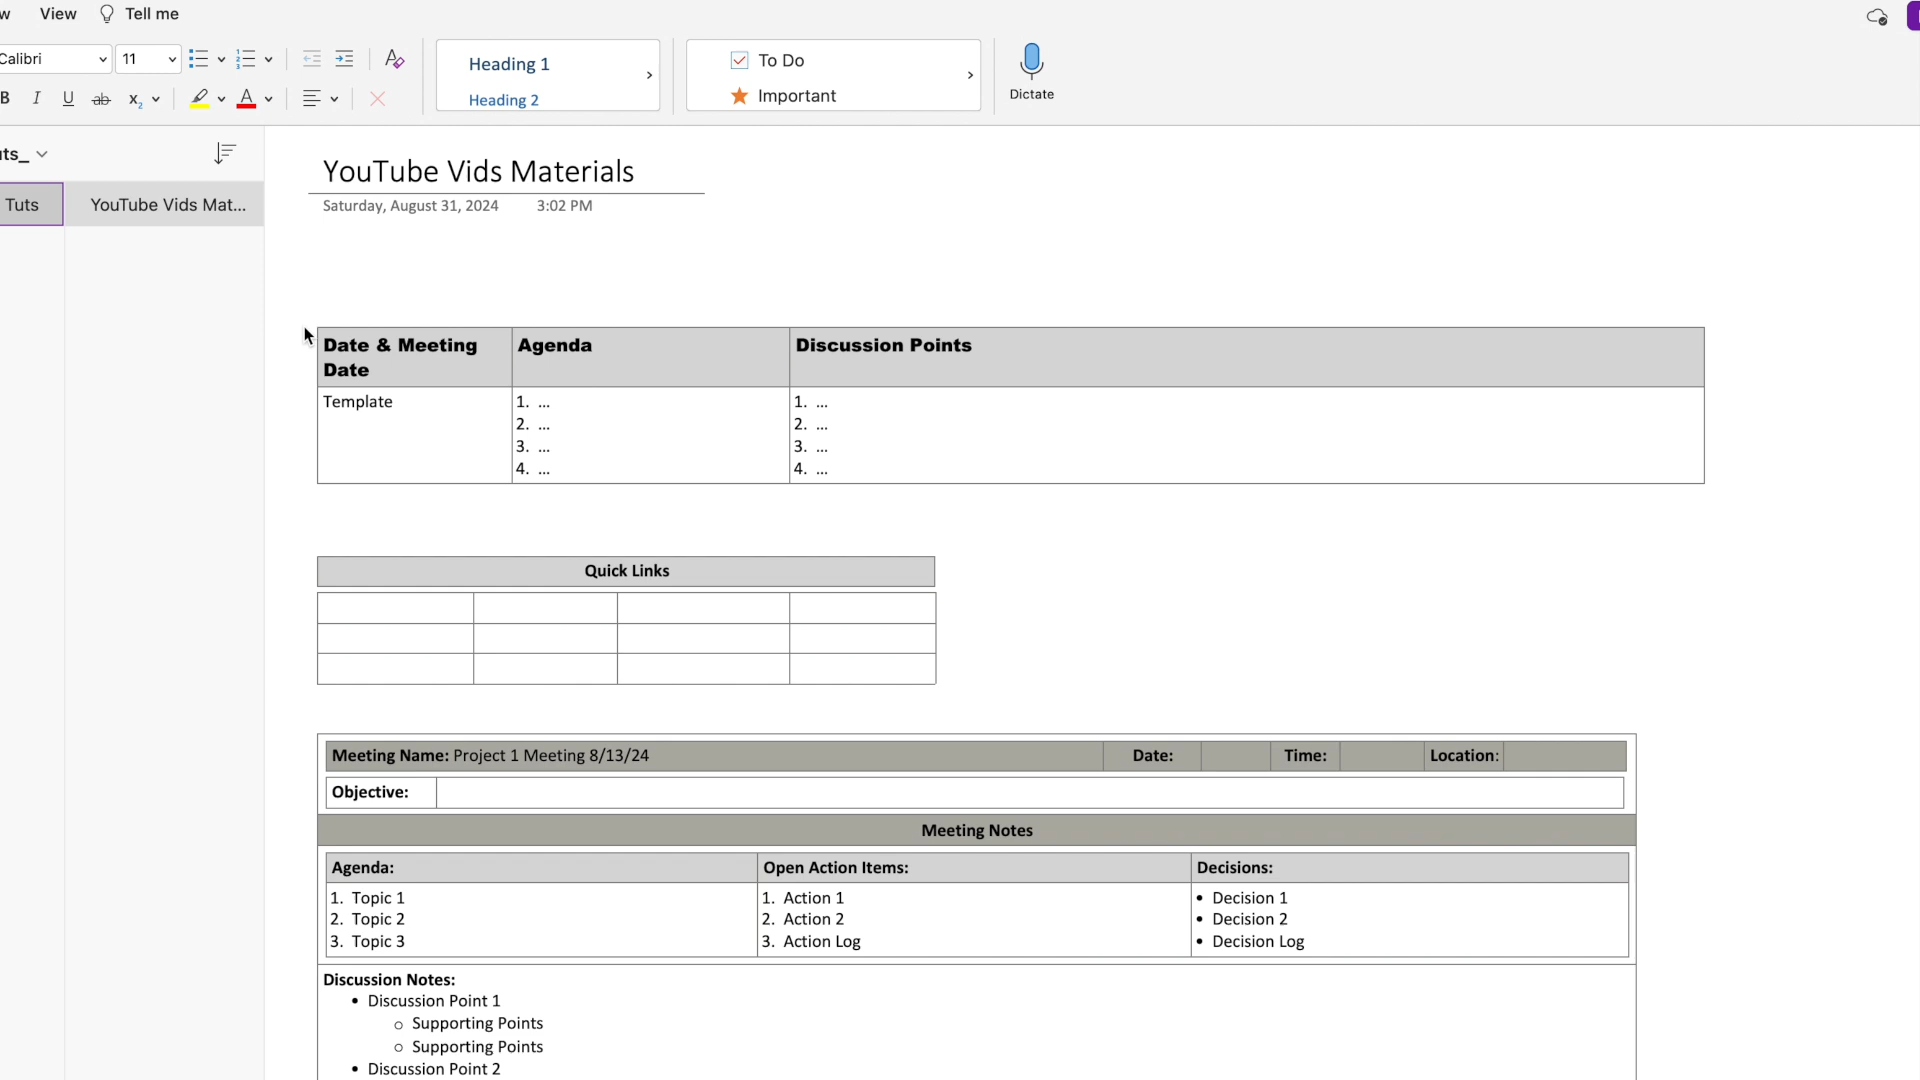 w View Tell me
Calibri 11
B I U ab x2 A
Heading 1
Heading 2
To Do
Important
Dictate
uts_
Tuts
YouTube Vids Mat...
YouTube Vids Materials
Saturday, August 31, 2024 3:02 PM
Date & Meeting Date Agenda Discussion Points
Template
1. ... 1. ...
2. ... 2. ...
3. ... 3. ...
4. ... 4. ...
Quick Links
Meeting Name: Project 1 Meeting 8/13/24 Date: Time: Location:
Objective:
Meeting Notes
Agenda: Open Action Items: Decisions:
1. Topic 1 1. Action 1 • Decision 1
2. Topic 2 2. Action 2 • Decision 2
3. Topic 3 3. Action Log • Decision Log
Discussion Notes:
• Discussion Point 1
○ Supporting Points
○ Supporting Points
• Discussion Point 2